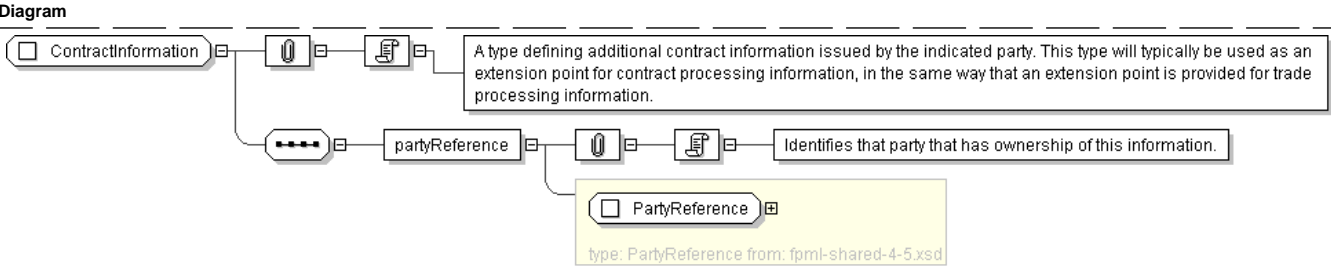 Diagram
ContractInformation
A type defining additional contract information issued by the indicated party. This type will typically be used as an
extension point for contract processing information, in the same way that an extension point is provided for trade
processing information.
partyReference
Identifies that party that has ownership of this information.
PartyReference
type: PartyReference from: fpml-shared-4-5.xsd